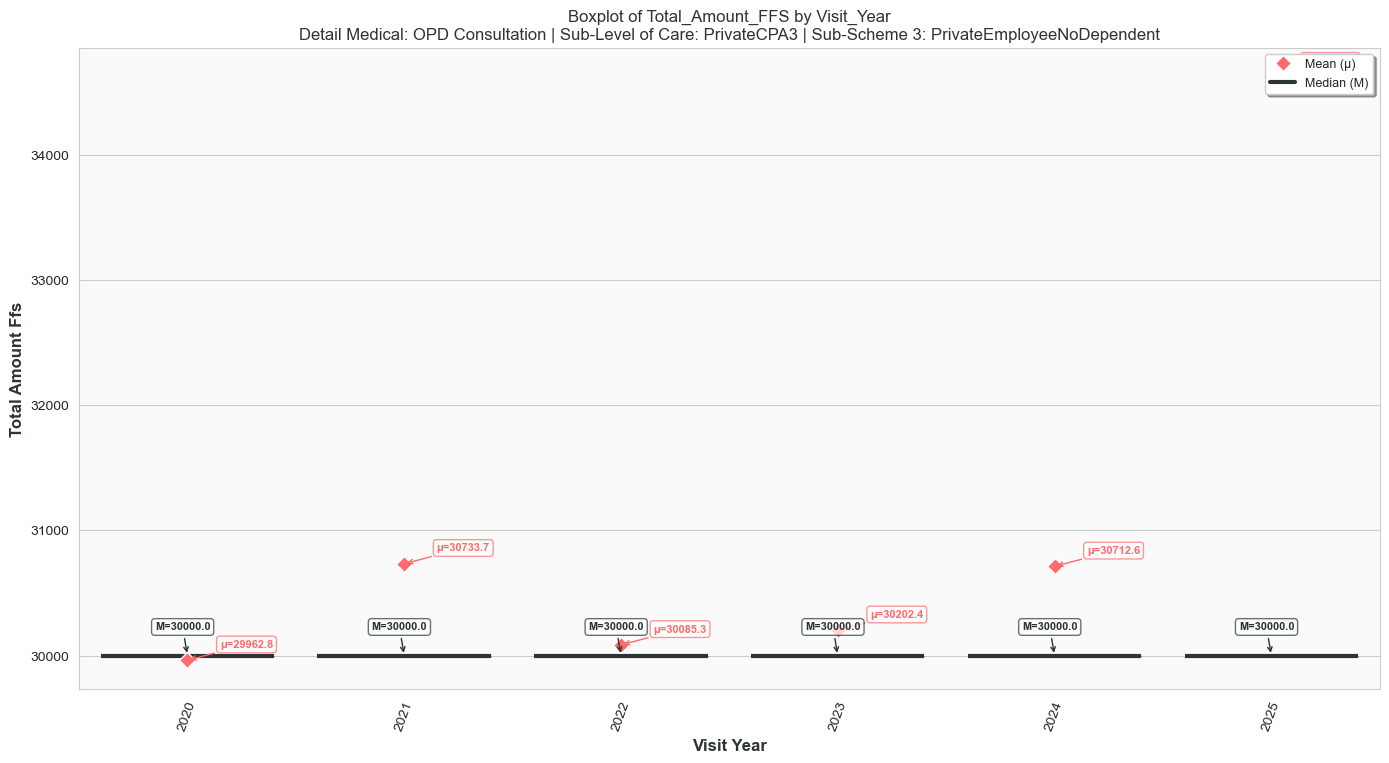 Boxplot of Total_Amount_FFS by Visit_Year
Detail Medical: OPD Consultation | Sub-Level of Care: PrivateCPA3 | Sub-Scheme 3: PrivateEmployeeNoDependent
Mean (μ)
Median (M)
Total Amount Ffs
34000
33000
32000
31000
30000
μ=30733.7
μ=30712.6
μ=30202.4
M=30000.0
M=30000.0
M=30000.0
μ=30085.3
M=30000.0
M=30000.0
M=30000.0
μ=29962.8
2020
2021
2022
2023
2024
2025
Visit Year